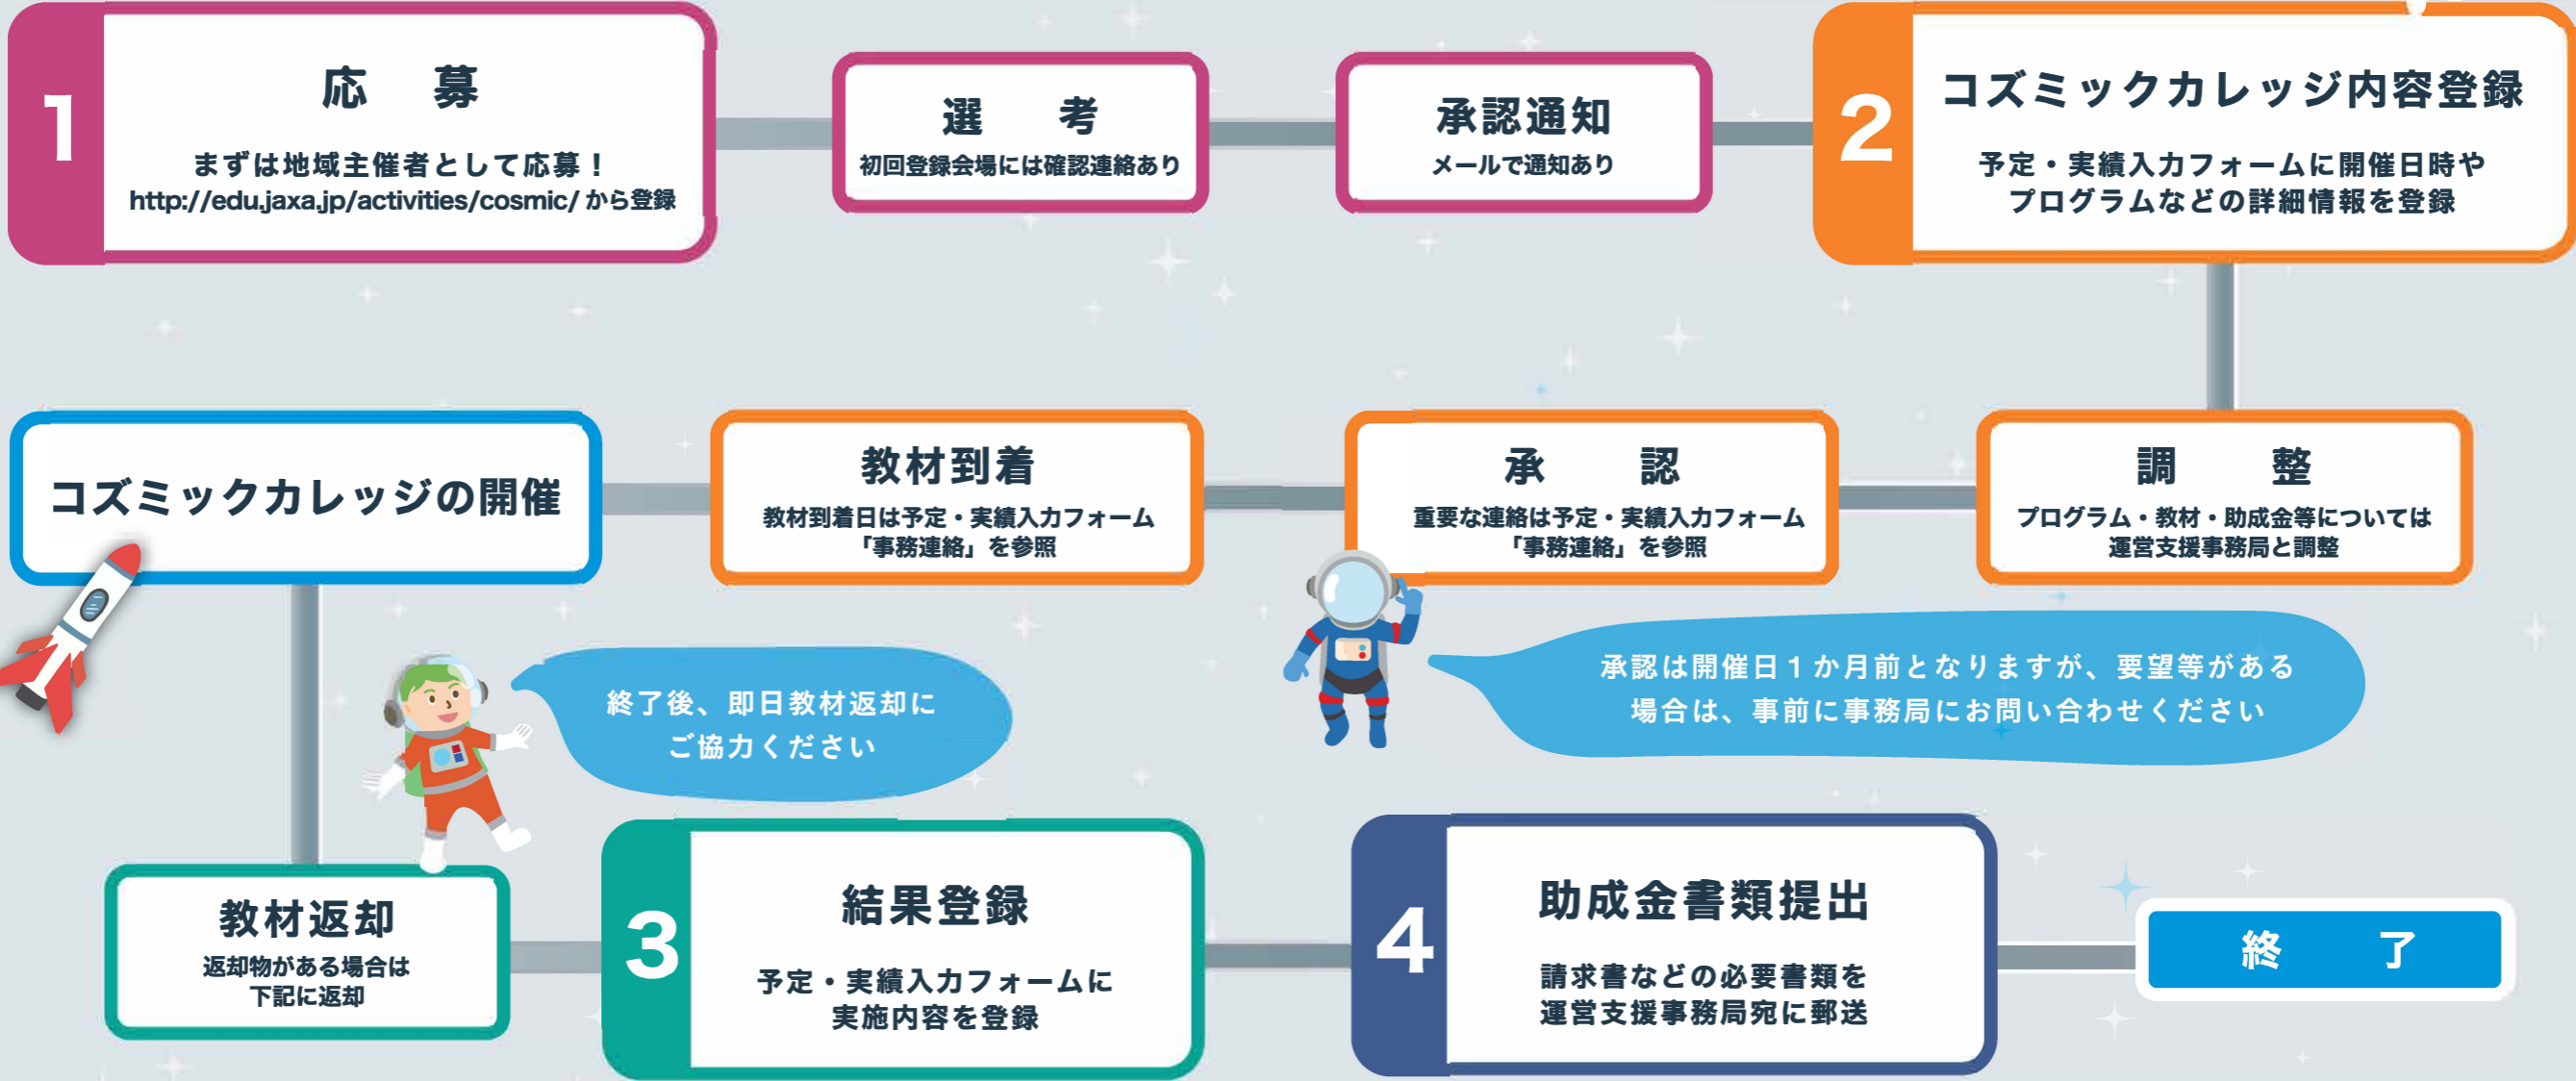 1
応 募
まずは地域主催者として応募！
http://edu.jaxa.jp/activities/cosmic/ から登録
選 考
初回登録会場には確認連絡あり
承認通知
メールで通知あり
2
コズミックカレッジ内容登録
予定・実績入力フォームに開催日時や
プログラムなどの詳細情報を登録
調 整
プログラム・教材・助成金等については
運営支援事務局と調整
承 認
重要な連絡は予定・実績入力フォーム
「事務連絡」を参照
承認は開催日１か月前となりますが、要望等がある
場合は、事前に事務局にお問い合わせください
教材到着
教材到着日は予定・実績入力フォーム
「事務連絡」を参照
コズミックカレッジの開催
終了後、即日教材返却に
ご協力ください
教材返却
返却物がある場合は
下記に返却
3
結果登録
予定・実績入力フォームに
実施内容を登録
4
助成金書類提出
請求書などの必要書類を
運営支援事務局宛に郵送
終 了